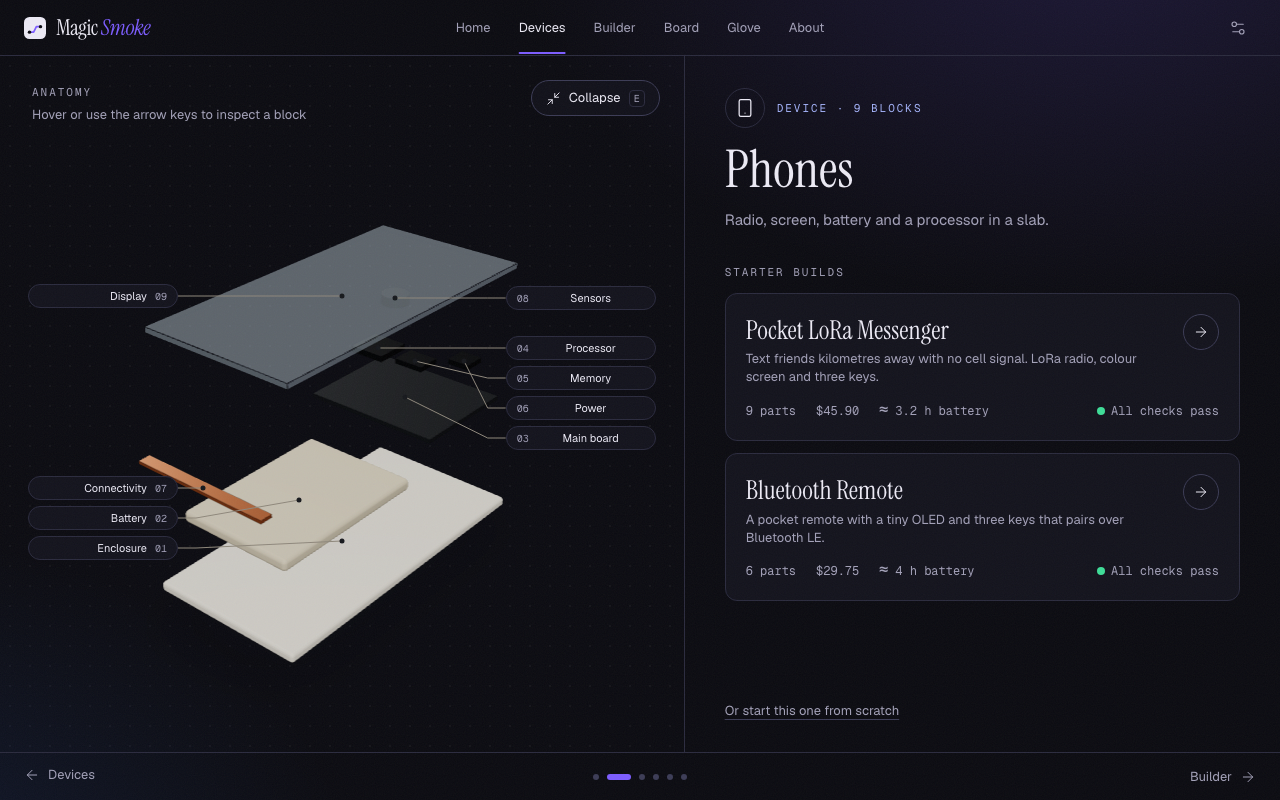 Magic Smoke
Home
Devices
Builder
Board
Glove
About
ANATOMY
Hover or use the arrow keys to inspect a block
Collapse E
Display 09
08 Sensors
04 Processor
05 Memory
06 Power
03 Main board
Connectivity 07
Battery 02
Enclosure 01
DEVICE · 9 BLOCKS
Phones
Radio, screen, battery and a processor in a slab.
STARTER BUILDS
Pocket LoRa Messenger
Text friends kilometres away with no cell signal. LoRa radio, colour
screen and three keys.
9 parts $45.90 ≈ 3.2 h battery All checks pass
Bluetooth Remote
A pocket remote with a tiny OLED and three keys that pairs over
Bluetooth LE.
6 parts $29.75 ≈ 4 h battery All checks pass
Or start this one from scratch
Devices
Builder